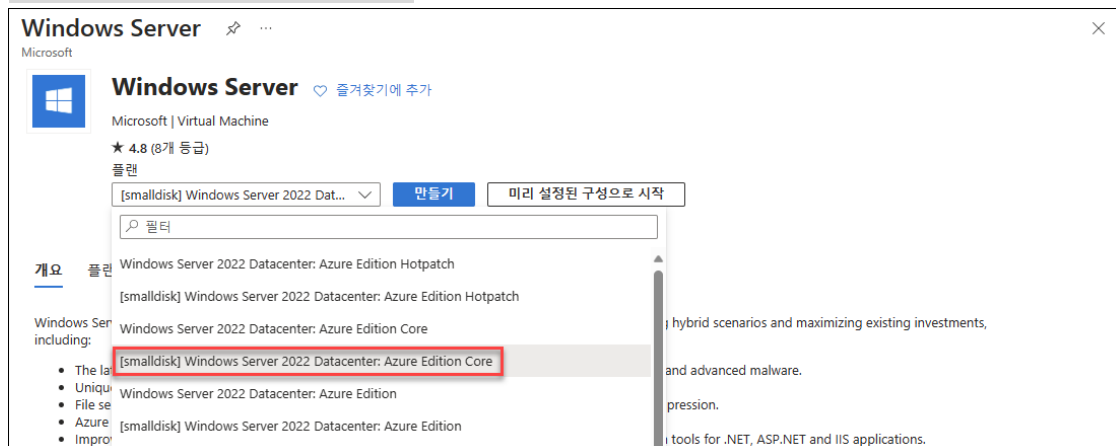 Windows Server
Microsoft
Windows Server 즐겨찾기에 추가
Microsoft | Virtual Machine
★ 4.8 (8개 등급)
플랜
[smalldisk] Windows Server 2022 Dat... 만들기 미리 설정된 구성으로 시작
필터
Windows Server 2022 Datacenter: Azure Edition Hotpatch
개요
[smalldisk] Windows Server 2022 Datacenter: Azure Edition Hotpatch
Windows hybrid scenarios and maximizing existing investments,
including:
Windows Server 2022 Datacenter: Azure Edition Core
[smalldisk] Windows Server 2022 Datacenter: Azure Edition Core
• The and advanced malware.
Windows Server 2022 Datacenter: Azure Edition
• File pression.
[smalldisk] Windows Server 2022 Datacenter: Azure Edition
• Azure
• tools for .NET, ASP.NET and IIS applications.